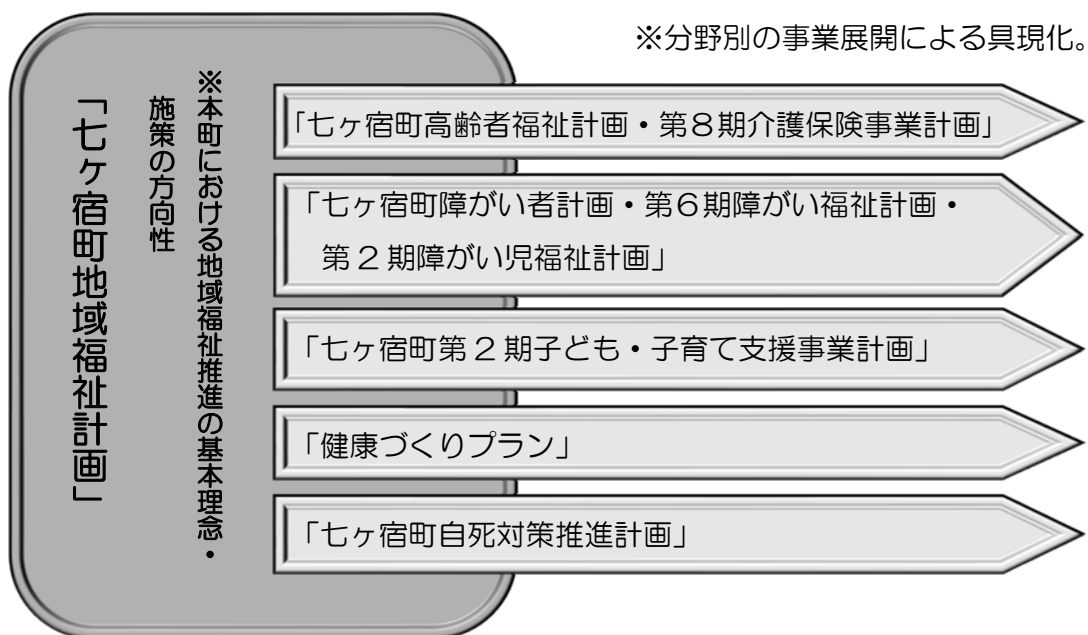 ※分野別の事業展開による具現化。
「七ヶ宿町地域福祉計画」
※本町における地域福祉推進の基本理念・
施策の方向性
「七ヶ宿町高齢者福祉計画・第8期介護保険事業計画」
「七ヶ宿町障がい者計画・第6期障がい福祉計画・
第2期障がい児福祉計画」
「七ヶ宿町第2期子ども・子育て支援事業計画」
「健康づくりプラン」
「七ヶ宿町自死対策推進計画」